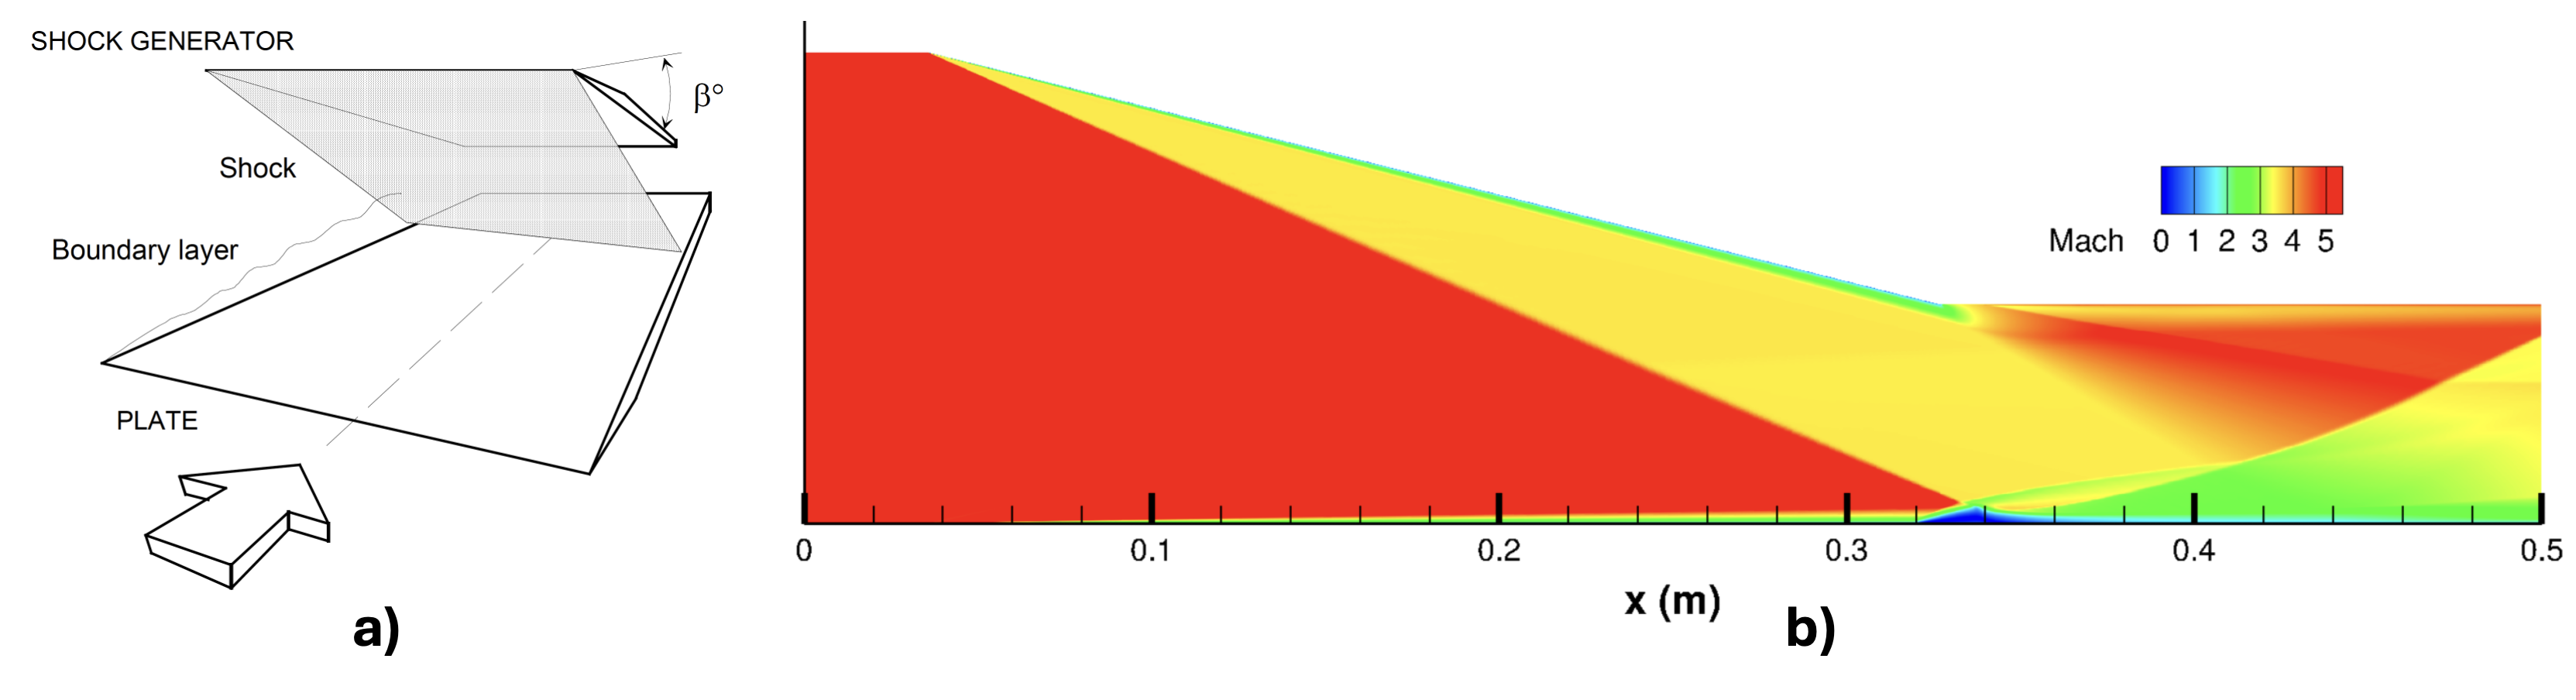 SHOCK GENERATOR
β°
Shock
Boundary layer
PLATE
a)
Mach 0 1 2 3 4 5
0 0.1 0.2 0.3 0.4 0.5
x (m)
b)